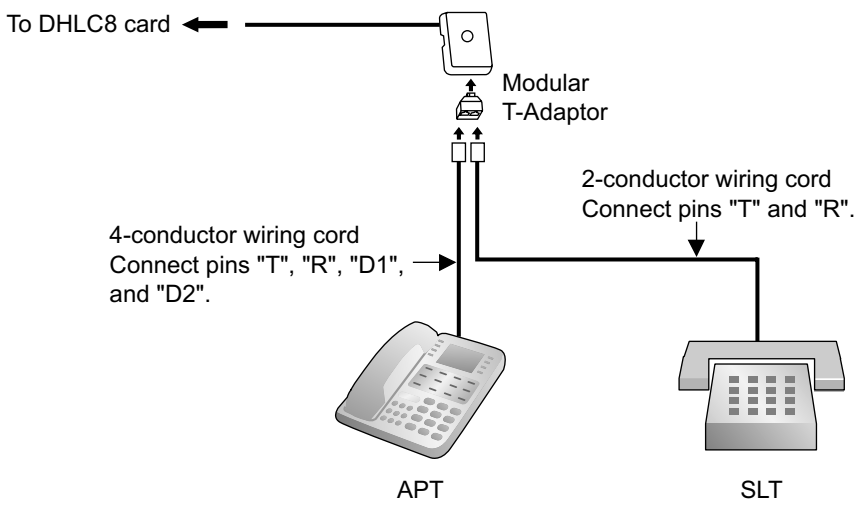 To DHLC8 card
Modular
T-Adaptor
2-conductor wiring cord
Connect pins "T" and "R".
4-conductor wiring cord
Connect pins "T", "R", "D1",
and "D2".
APT
SLT